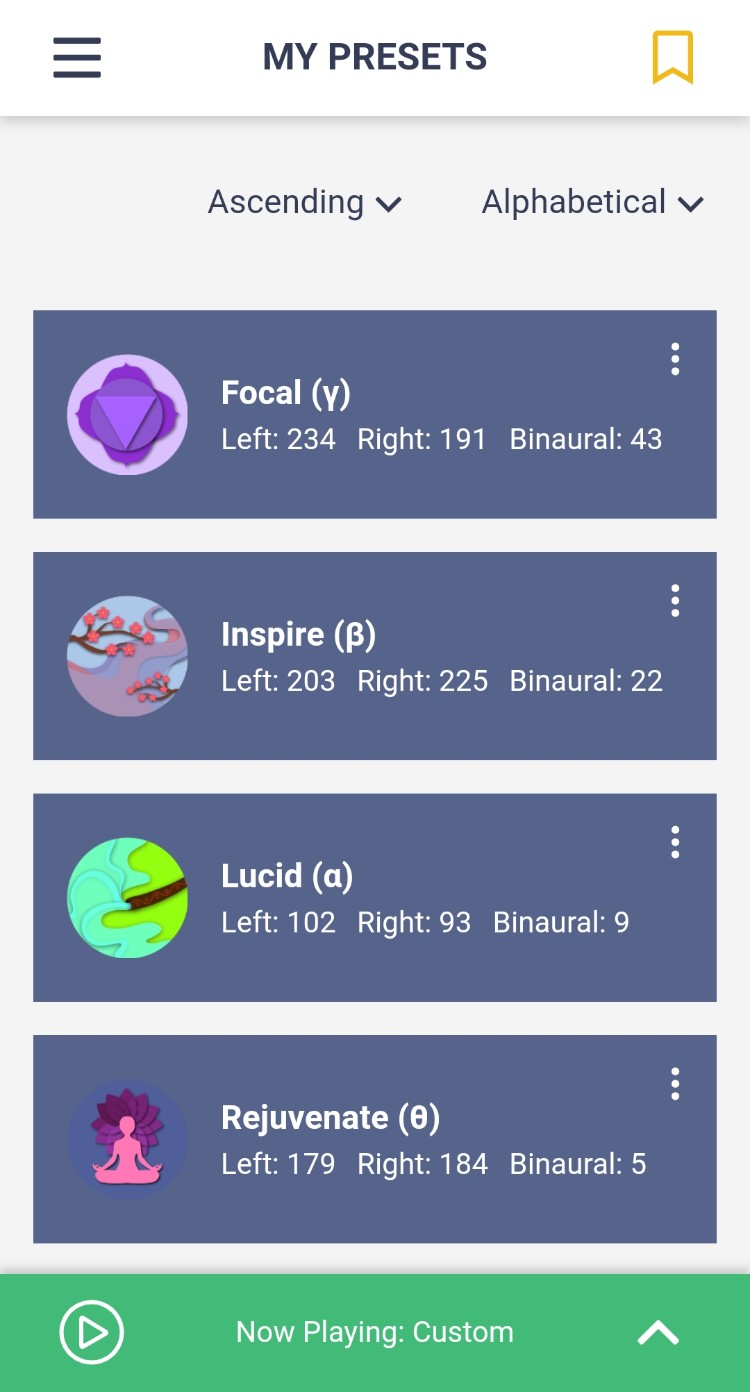 MY PRESETS
Ascending Alphabetical
Focal (γ)
Left: 234 Right: 191 Binaural: 43
Inspire (β)
Left: 203 Right: 225 Binaural: 22
Lucid (α)
Left: 102 Right: 93 Binaural: 9
Rejuvenate (θ)
Left: 179 Right: 184 Binaural: 5
Now Playing: Custom